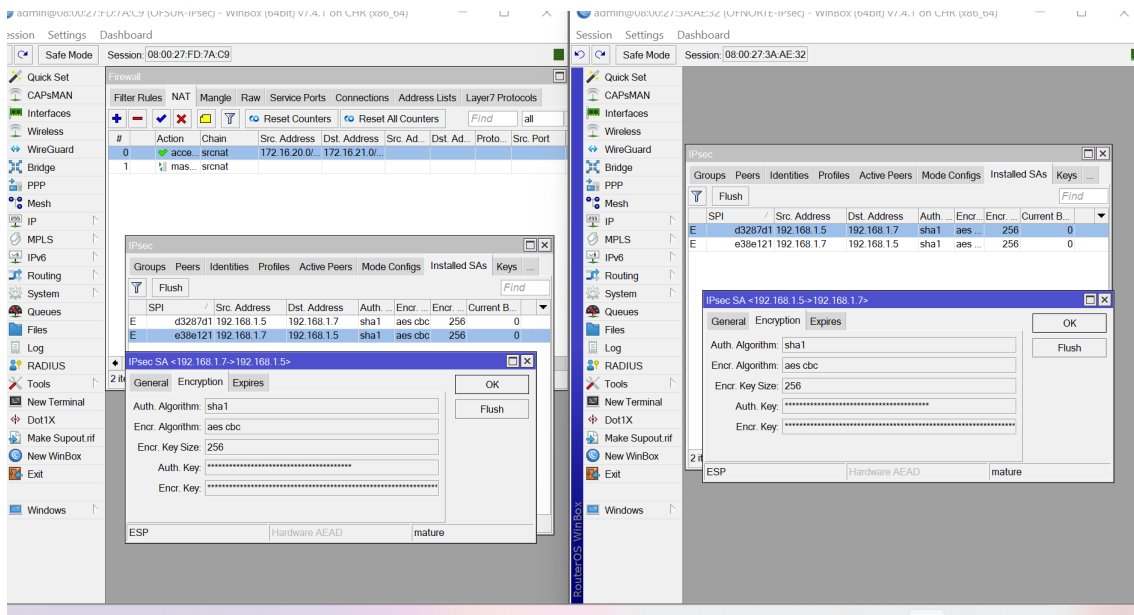 admin@08:00:27:FD:7A:C9 (OFSUR-IPsec) - WinBox (64bit) v7.4.1 on CHR (x86_64)
ession Settings Dashboard
Safe Mode Session: 08:00:27:FD:7A:C9
Quick Set
CAPsMAN
Interfaces
Wireless
WireGuard
Bridge
PPP
Mesh
IP
MPLS
IPv6
Routing
System
Queues
Files
Log
RADIUS
Tools
New Terminal
Dot1X
Make Supout.rif
New WinBox
Exit
Windows
Firewall
Filter Rules NAT Mangle Raw Service Ports Connections Address Lists Layer7 Protocols
Reset Counters Reset All Counters Find all
# Action Chain Src. Address Dst. Address Src. Ad... Dst. Ad... Proto... Src. Port
0 acce... srcnat 172.16.20.0/... 172.16.21.0/...
1 mas... srcnat
2 ite
IPsec
Groups Peers Identities Profiles Active Peers Mode Configs Installed SAs Keys ...
Flush Find
SPI / Src. Address Dst. Address Auth. ... Encr. ... Encr. ... Current B...
E d3287d1 192.168.1.5 192.168.1.7 sha1 aes cbc 256 0
E e38e121 192.168.1.7 192.168.1.5 sha1 aes cbc 256 0
IPsec SA <192.168.1.7->192.168.1.5>
General Encryption Expires
OK
Flush
Auth. Algorithm: sha1
Encr. Algorithm: aes cbc
Encr. Key Size: 256
Auth. Key: ****************************************
Encr. Key: ****************************************************************
ESP Hardware AEAD mature
admin@08:00:27:3A:AE:32 (OFNORTE-IPsec) - WinBox (64bit) v7.4.1 on CHR (x86_64)
Session Settings Dashboard
Safe Mode Session: 08:00:27:3A:AE:32
Quick Set
CAPsMAN
Interfaces
Wireless
WireGuard
Bridge
PPP
Mesh
IP
MPLS
IPv6
Routing
System
Queues
Files
Log
RADIUS
Tools
New Terminal
Dot1X
Make Supout.rif
New WinBox
Exit
Windows
RouterOS WinBox
IPsec
Groups Peers Identities Profiles Active Peers Mode Configs Installed SAs Keys ...
Flush Find
SPI / Src. Address Dst. Address Auth. ... Encr... Encr. ... Current B...
E d3287d1 192.168.1.5 192.168.1.7 sha1 aes ... 256 0
E e38e121 192.168.1.7 192.168.1.5 sha1 aes ... 256 0
2 it
IPsec SA <192.168.1.5->192.168.1.7>
General Encryption Expires
OK
Flush
Auth. Algorithm: sha1
Encr. Algorithm: aes cbc
Encr. Key Size: 256
Auth. Key: ****************************************
Encr. Key: ****************************************************************
ESP Hardware AEAD mature